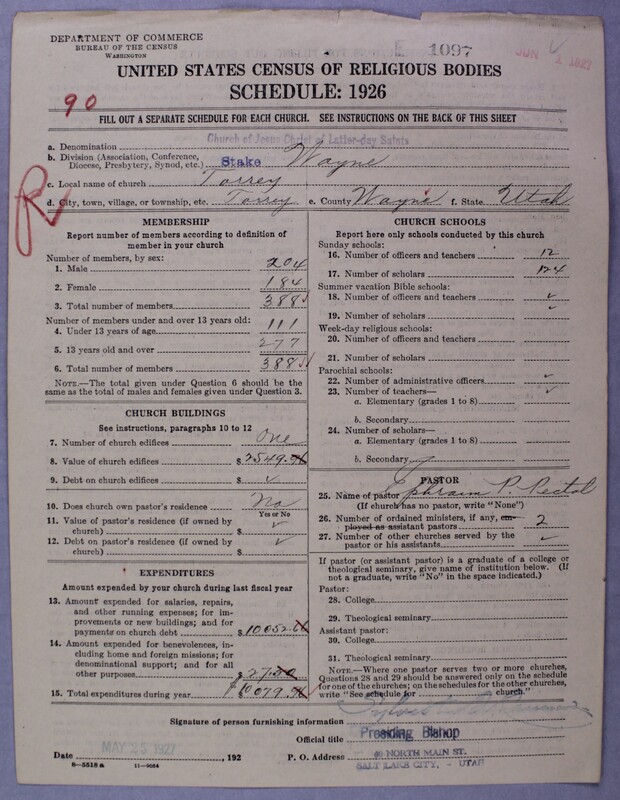 DEPARTMENT OF COMMERCE
BUREAU OF THE CENSUS
WASHINGTON
E 1097
JUN 1 1927
UNITED STATES CENSUS OF RELIGIOUS BODIES
SCHEDULE: 1926
90
FILL OUT A SEPARATE SCHEDULE FOR EACH CHURCH. SEE INSTRUCTIONS ON THE BACK OF THIS SHEET
a. Denomination Church of Jesus Christ of Latter-day Saints
b. Division (Association, Conference, Diocese, Presbytery, Synod, etc.) Stake Wayne
c. Local name of church Torrey
d. City, town, village, or township, etc. Torrey e. County Wayne f. State Utah
R
MEMBERSHIP
Report number of members according to definition of
member in your church
Number of members, by sex:
1. Male 204
2. Female 184
3. Total number of members 388
Number of members under and over 13 years old:
4. Under 13 years of age 111
5. 13 years old and over 277
6. Total number of members 388
NOTE.—The total given under Question 6 should be
same as the total of males and females given under Question 3.
CHURCH BUILDINGS
See instructions, paragraphs 10 to 12
7. Number of church edifices One
8. Value of church edifices $ 2549.
9. Debt on church edifices $ ✓
10. Does church own pastor's residence? No
Yes or No
11. Value of pastor's residence (if owned by
church) $ ✓
12. Debt on pastor's residence (if owned by
church) $ ✓
EXPENDITURES
Amount expended by your church during last fiscal year
13. Amount expended for salaries, repairs,
and other running expenses; for im-
provements or new buildings; and for
payments on church debt $ 10052.
14. Amount expended for benevolences, in-
cluding home and foreign missions; for
denominational support; and for all
other purposes $ 27.
15. Total expenditures during year $ 10079.
CHURCH SCHOOLS
Report here only schools conducted by this church
Sunday schools:
16. Number of officers and teachers 12
17. Number of scholars 124
Summer vacation Bible schools:
18. Number of officers and teachers ✓
19. Number of scholars ✓
Week-day religious schools:
20. Number of officers and teachers
21. Number of scholars
Parochial schools:
22. Number of administrative officers ✓
23. Number of teachers— ✓
a. Elementary (grades 1 to 8)
b. Secondary
24. Number of scholars—
a. Elementary (grades 1 to 8)
b. Secondary
PASTOR
25. Name of pastor Ephraim P. Pectol
(If church has no pastor, write "None")
26. Number of ordained ministers, if any, em-
ployed as assistant pastors 2
27. Number of other churches served by the
pastor or his assistants ✓
If pastor (or assistant pastor) is a graduate of a college or
theological seminary, give name of institution below. (If
not a graduate, write "No" in the space indicated.)
Pastor:
28. College
29. Theological seminary
Assistant pastor:
30. College
31. Theological seminary
NOTE.—Where one pastor serves two or more churches,
Questions 28 and 29 should be answered only on the schedule
for one of the churches; on the schedules for the other churches,
write "See schedule for church."
Signature of person furnishing information
Official title Presiding Bishop
Date MAY 25 1927, 192 P. O. Address 40 NORTH MAIN ST.
SALT LAKE CITY, - UTAH
8—5518a 11—9064